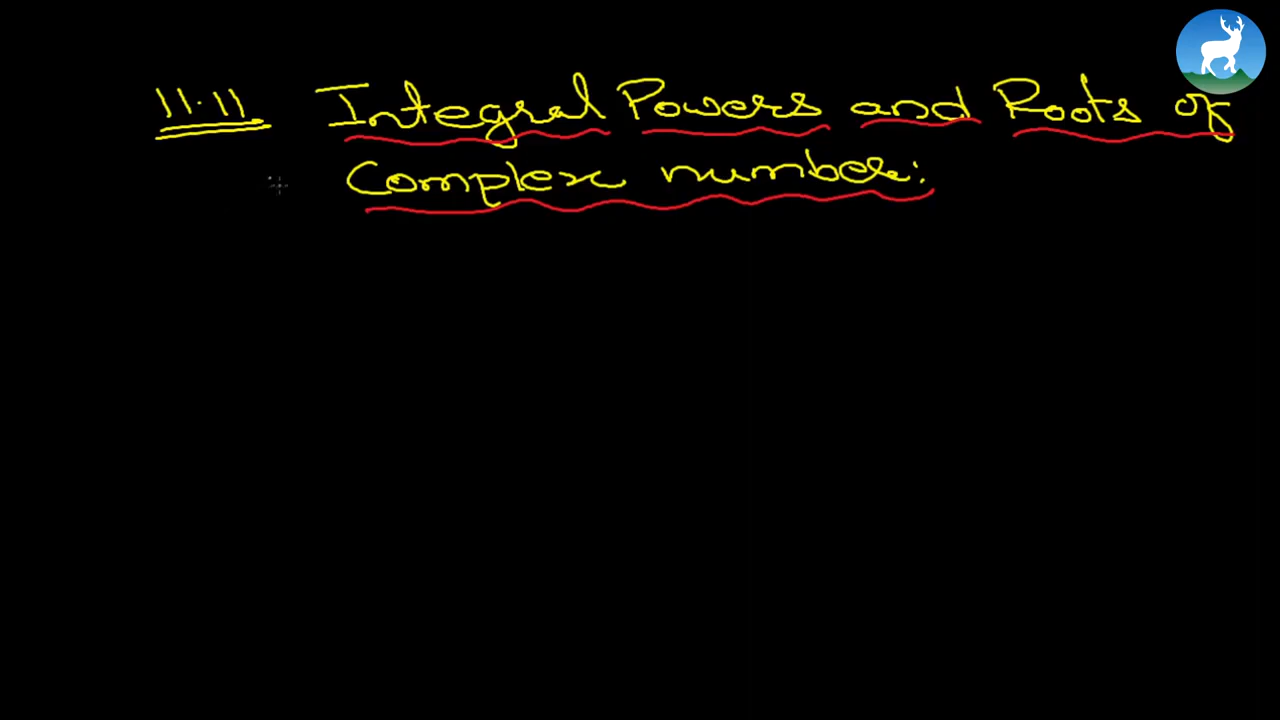 11.11 Integral Powers and Roots of
Complex number: